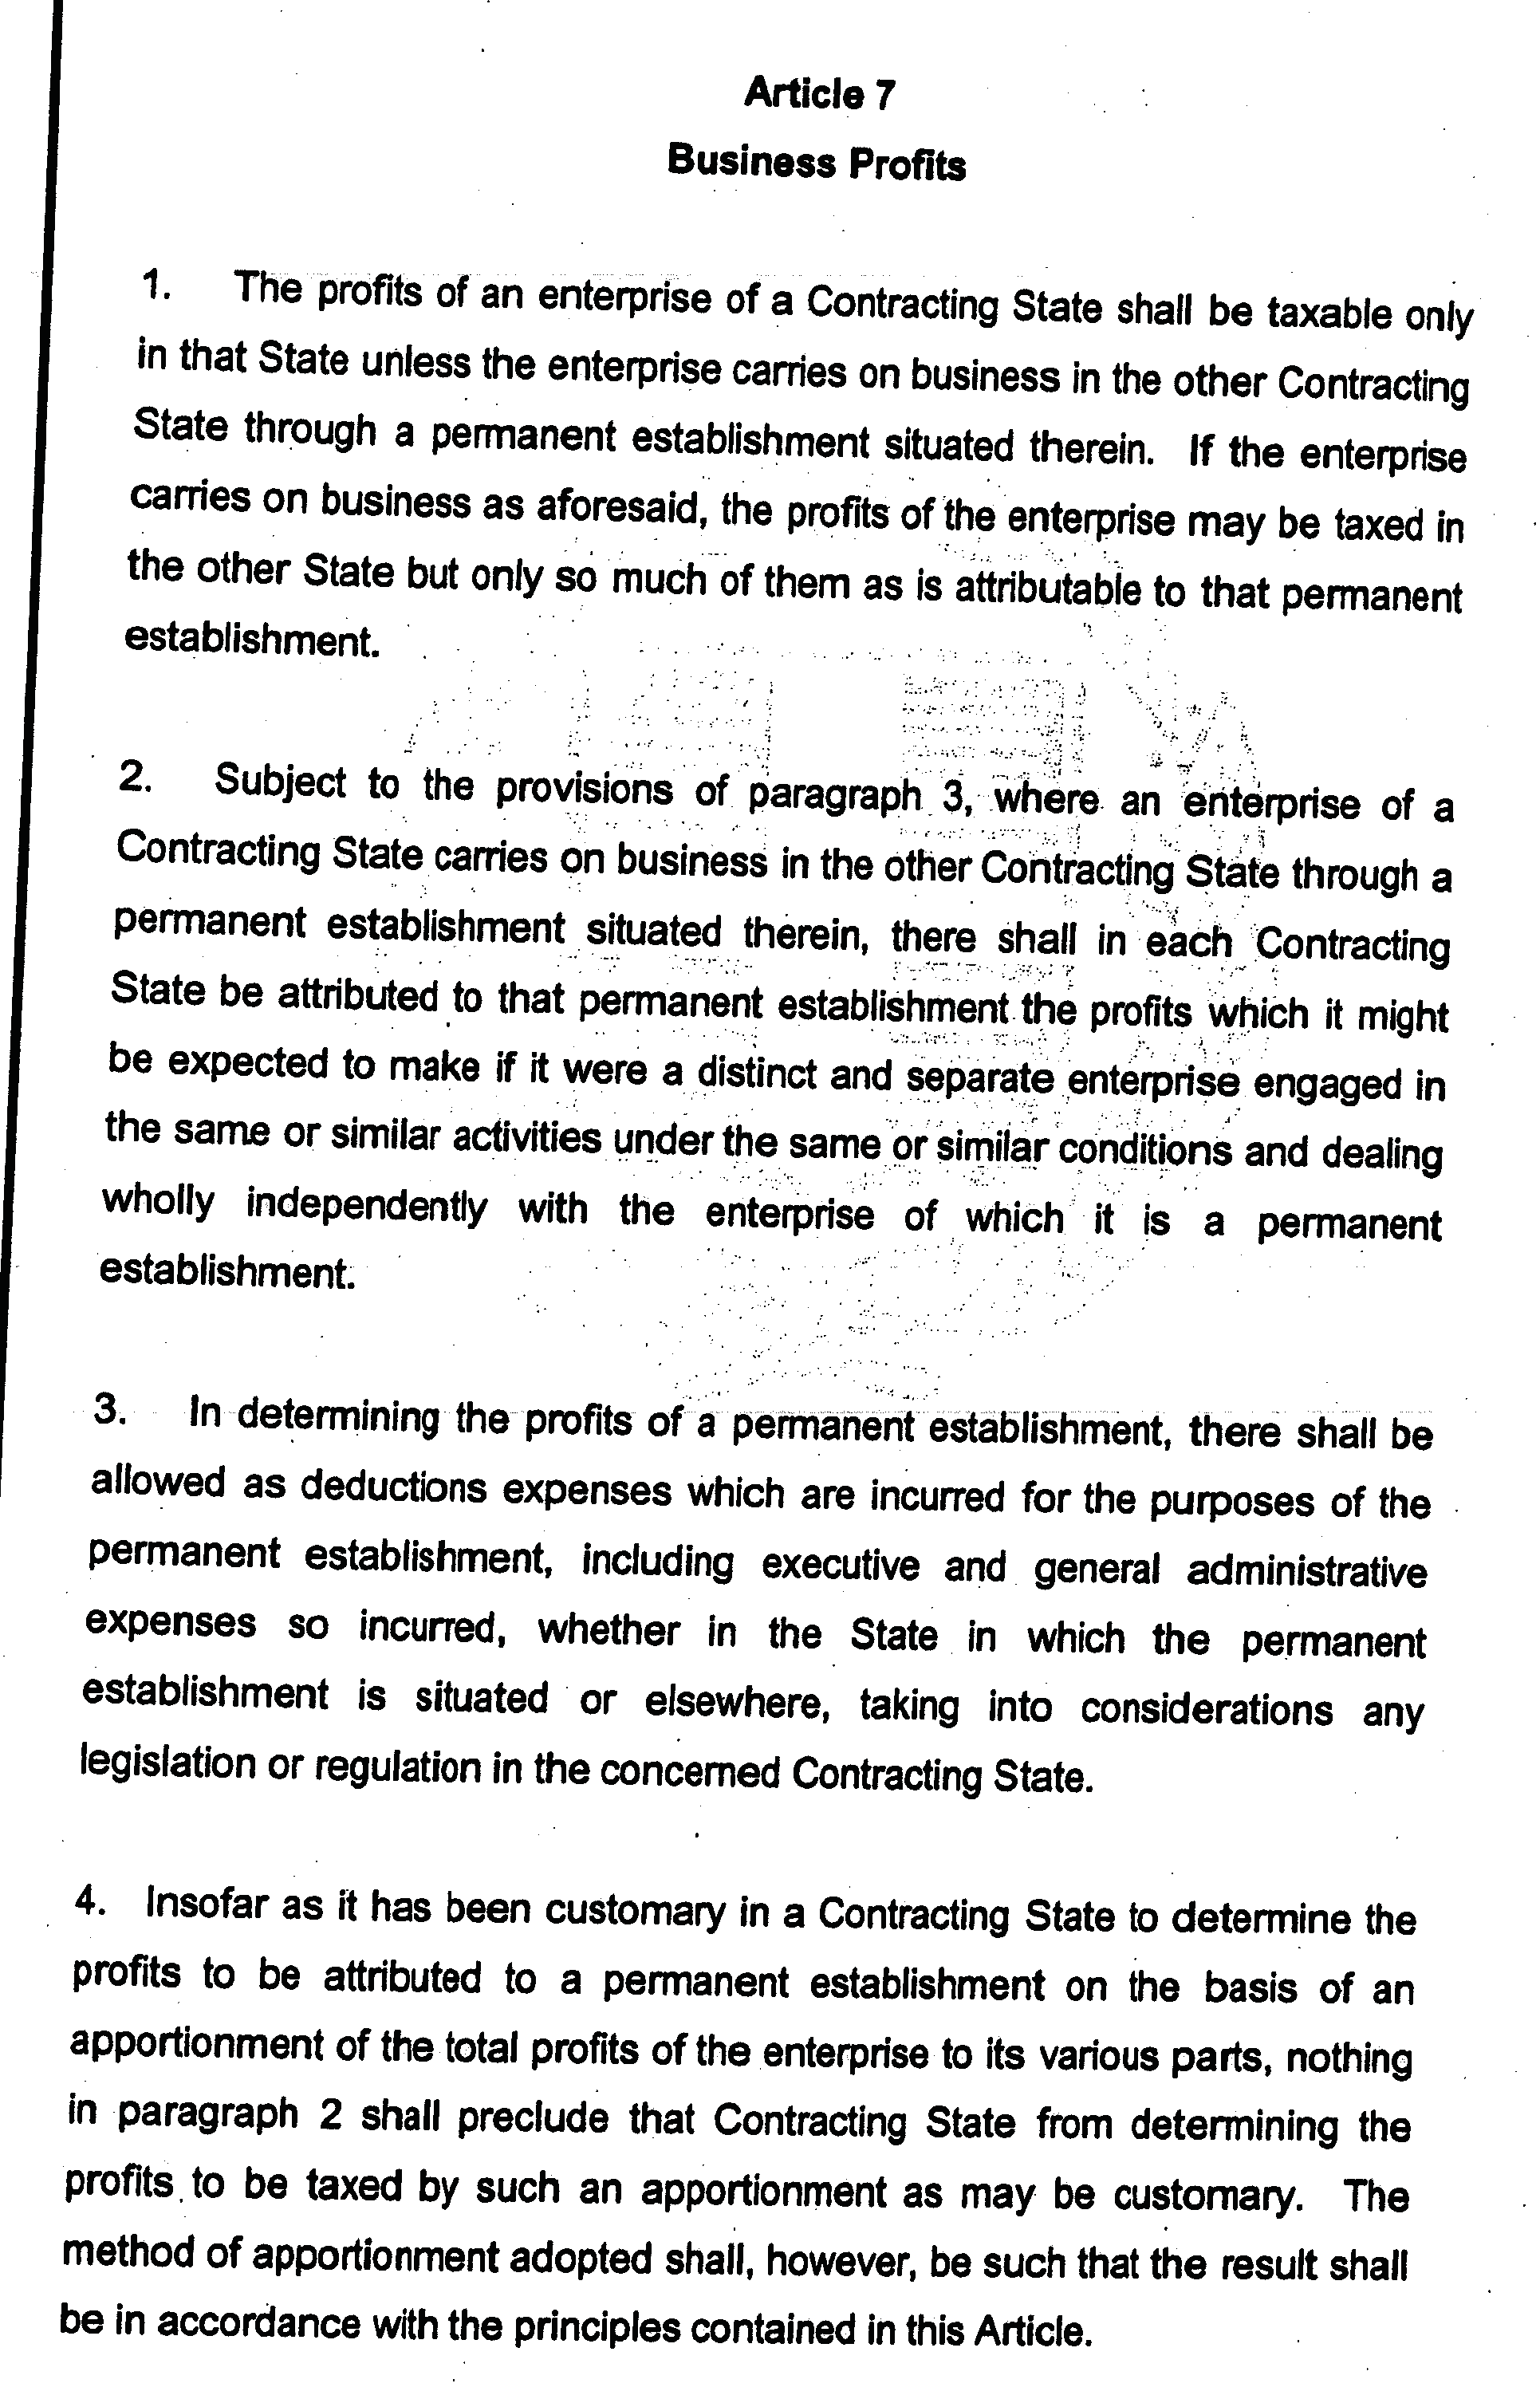 Article 7
Business Profits
1. The profits of an enterprise of a Contracting State shall be taxable only
in that State unless the enterprise carries on business in the other Contracting
State through a permanent establishment situated therein. If the enterprise
carries on business as aforesaid, the profits of the enterprise may be taxed in
the other State but only so much of them as is attributable to that permanent
establishment.
2. Subject to the provisions of paragraph 3, where an enterprise of a
Contracting State carries on business in the other Contracting State through a
permanent establishment situated therein, there shall in each Contracting
State be attributed to that permanent establishment the profits which it might
be expected to make if it were a distinct and separate enterprise engaged in
the same or similar activities under the same or similar conditions and dealing
wholly independently with the enterprise of which it is a permanent
establishment.
3. In determining the profits of a permanent establishment, there shall be
allowed as deductions expenses which are incurred for the purposes of the
permanent establishment, including executive and general administrative
expenses so incurred, whether in the State in which the permanent
establishment is situated or elsewhere, taking into considerations any
legislation or regulation in the concerned Contracting State.
4. Insofar as it has been customary in a Contracting State to determine the
profits to be attributed to a permanent establishment on the basis of an
apportionment of the total profits of the enterprise to its various parts, nothing
in paragraph 2 shall preclude that Contracting State from determining the
profits to be taxed by such an apportionment as may be customary. The
method of apportionment adopted shall, however, be such that the result shall
be in accordance with the principles contained in this Article.